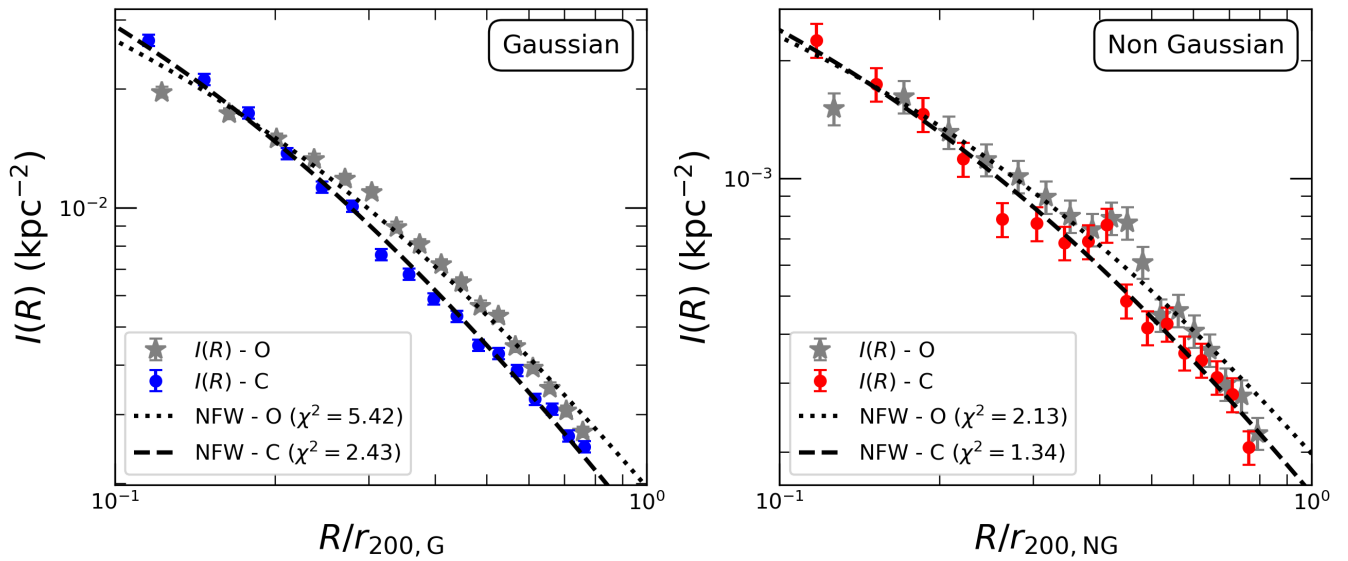 Gaussian
I(R) (kpc⁻²)
10⁻²
I(R) - O
I(R) - C
NFW - O (χ² = 5.42)
NFW - C (χ² = 2.43)
10⁻¹
10⁰
R/r₂₀₀, G
Non Gaussian
I(R) (kpc⁻²)
10⁻³
I(R) - O
I(R) - C
NFW - O (χ² = 2.13)
NFW - C (χ² = 1.34)
10⁻¹
10⁰
R/r₂₀₀, NG